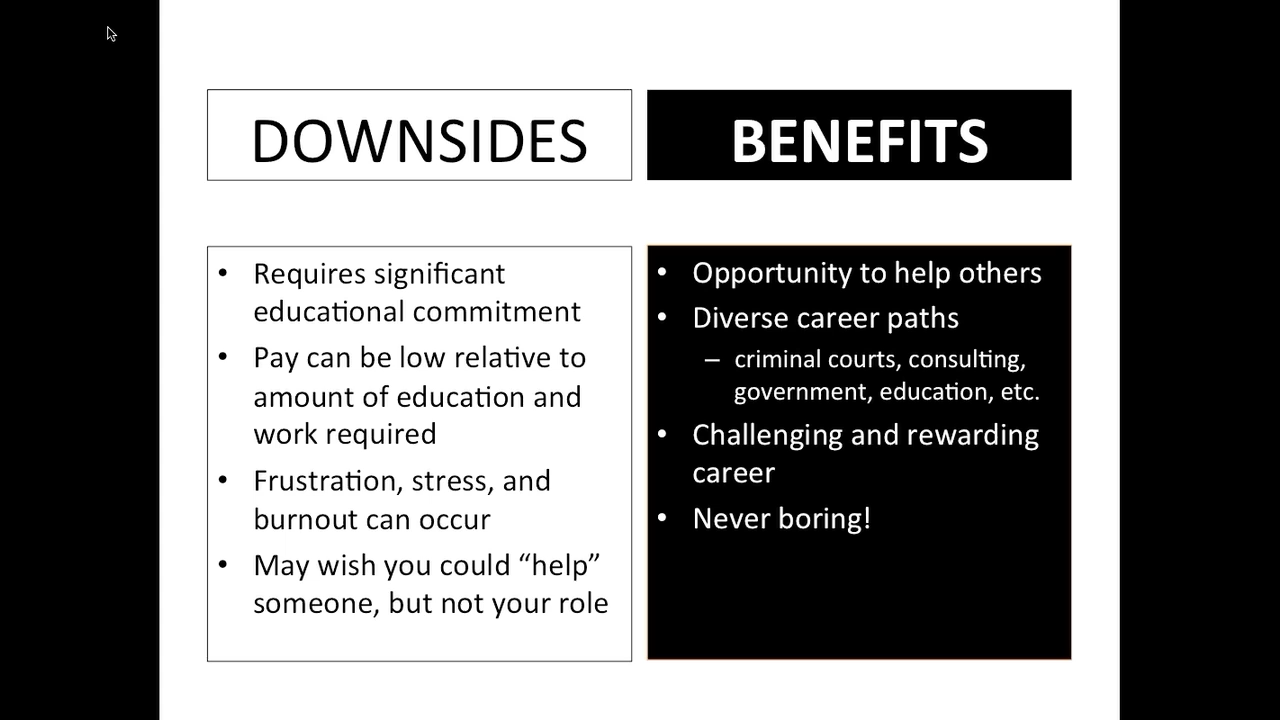 DOWNSIDES
• Requires significant
educational commitment
• Pay can be low relative to
amount of education and
work required
• Frustration, stress, and
burnout can occur
• May wish you could “help”
someone, but not your role
BENEFITS
• Opportunity to help others
• Diverse career paths
– criminal courts, consulting,
government, education, etc.
• Challenging and rewarding
career
• Never boring!